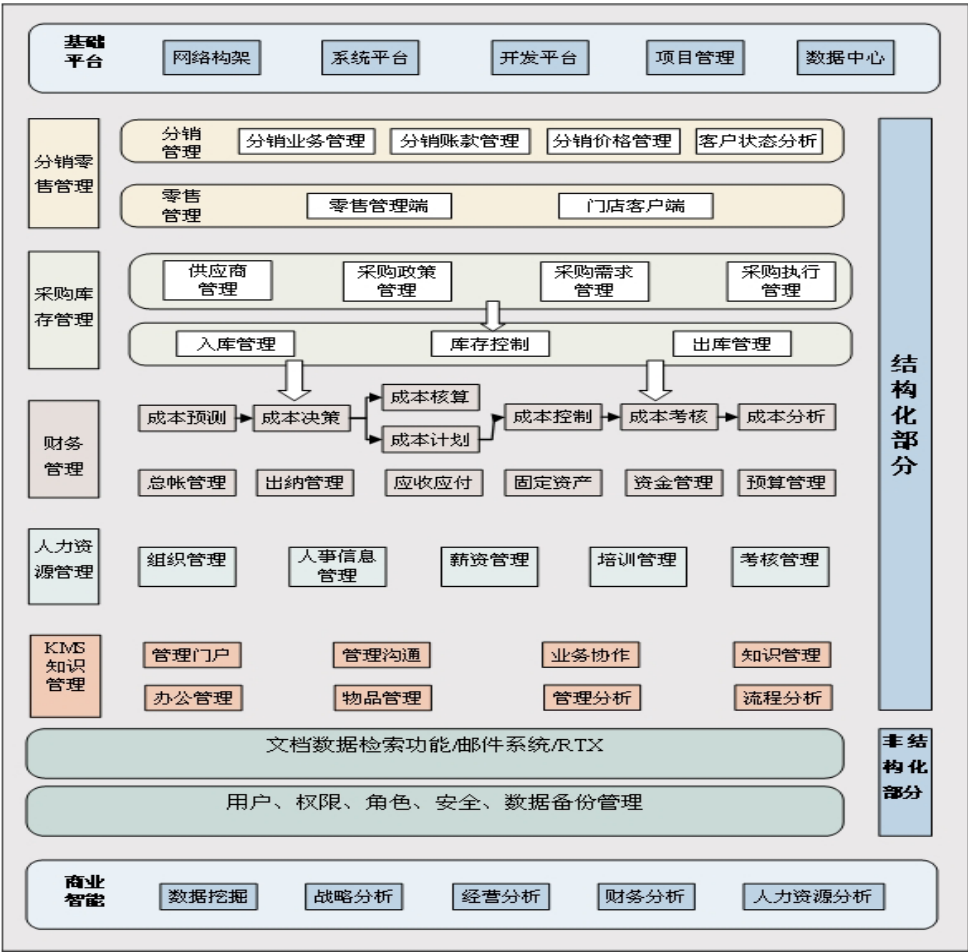 基础
平台
网络构架
系统平台
开发平台
项目管理
数据中心
分销零
售管理
分销
管理
分销业务管理
分销账款管理
分销价格管理
客户状态分析
零售
管理
零售管理端
门店客户端
采购库
存管理
供应商
管理
采购政策
管理
采购需求
管理
采购执行
管理
入库管理
库存控制
出库管理
财务
管理
成本预测
成本决策
成本核算
成本计划
成本控制
成本考核
成本分析
总帐管理
出纳管理
应收应付
固定资产
资金管理
预算管理
人力资
源管理
组织管理
人事信息
管理
薪资管理
培训管理
考核管理
KMS
知识
管理
管理门户
管理沟通
业务协作
知识管理
办公管理
物品管理
管理分析
流程分析
结构化部分
文档数据检索功能/邮件系统/RTX
用户、权限、角色、安全、数据备份管理
非结
构化
部分
商业
智能
数据挖掘
战略分析
经营分析
财务分析
人力资源分析